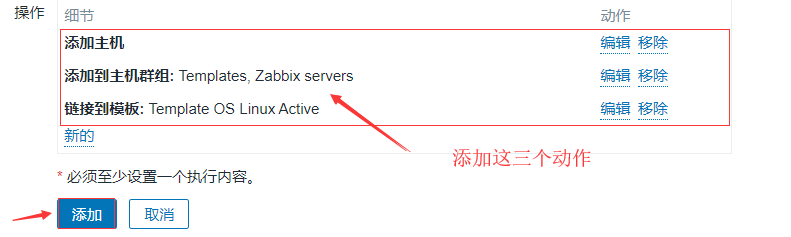 操作 细节 动作
添加主机 编辑 移除
添加到主机群组: Templates, Zabbix servers 编辑 移除
链接到模板: Template OS Linux Active 编辑 移除
新的
添加这三个动作
* 必须至少设置一个执行内容。
添加 取消